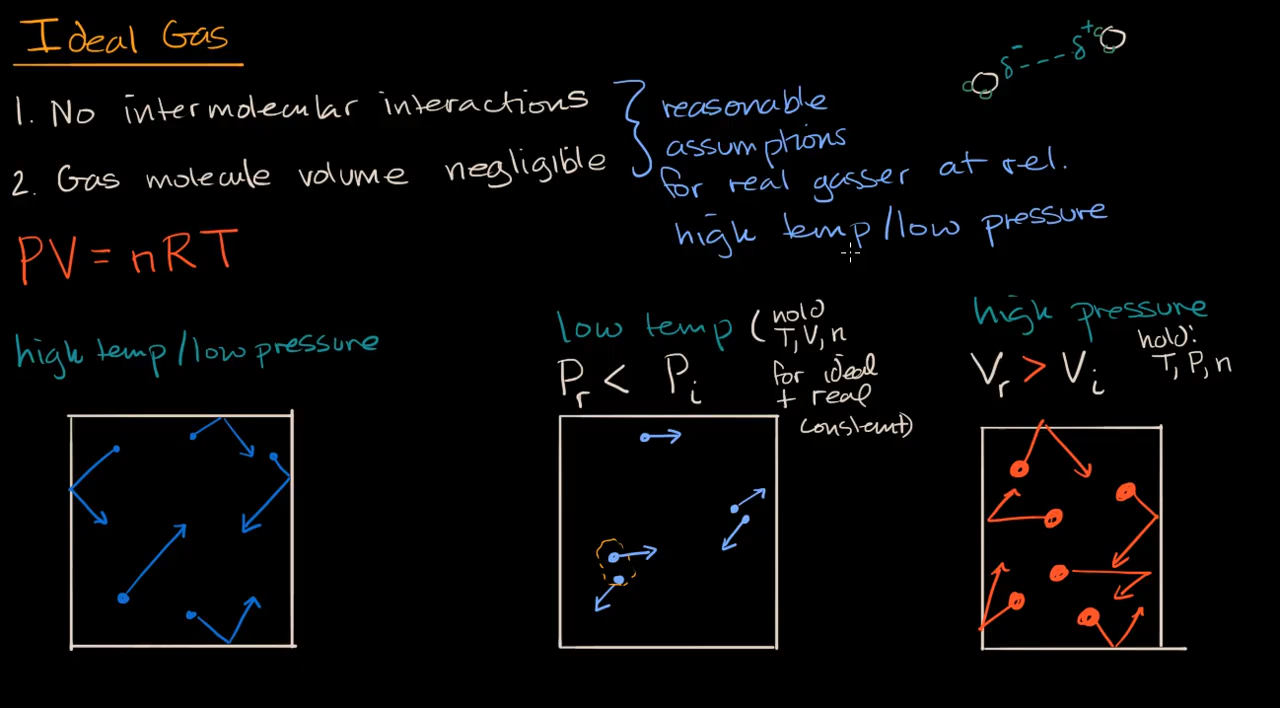 Ideal Gas
δ- --- δ+
1. No intermolecular interactions
2. Gas molecule volume negligible
reasonable
assumptions
for real gasser at rel.
high temp/low pressure
PV = nRT
high temp/low pressure
low temp (hold
T, V, n
for ideal
+ real
constant)
Pr < Pi
high pressure
hold:
T, P, n
Vr > Vi